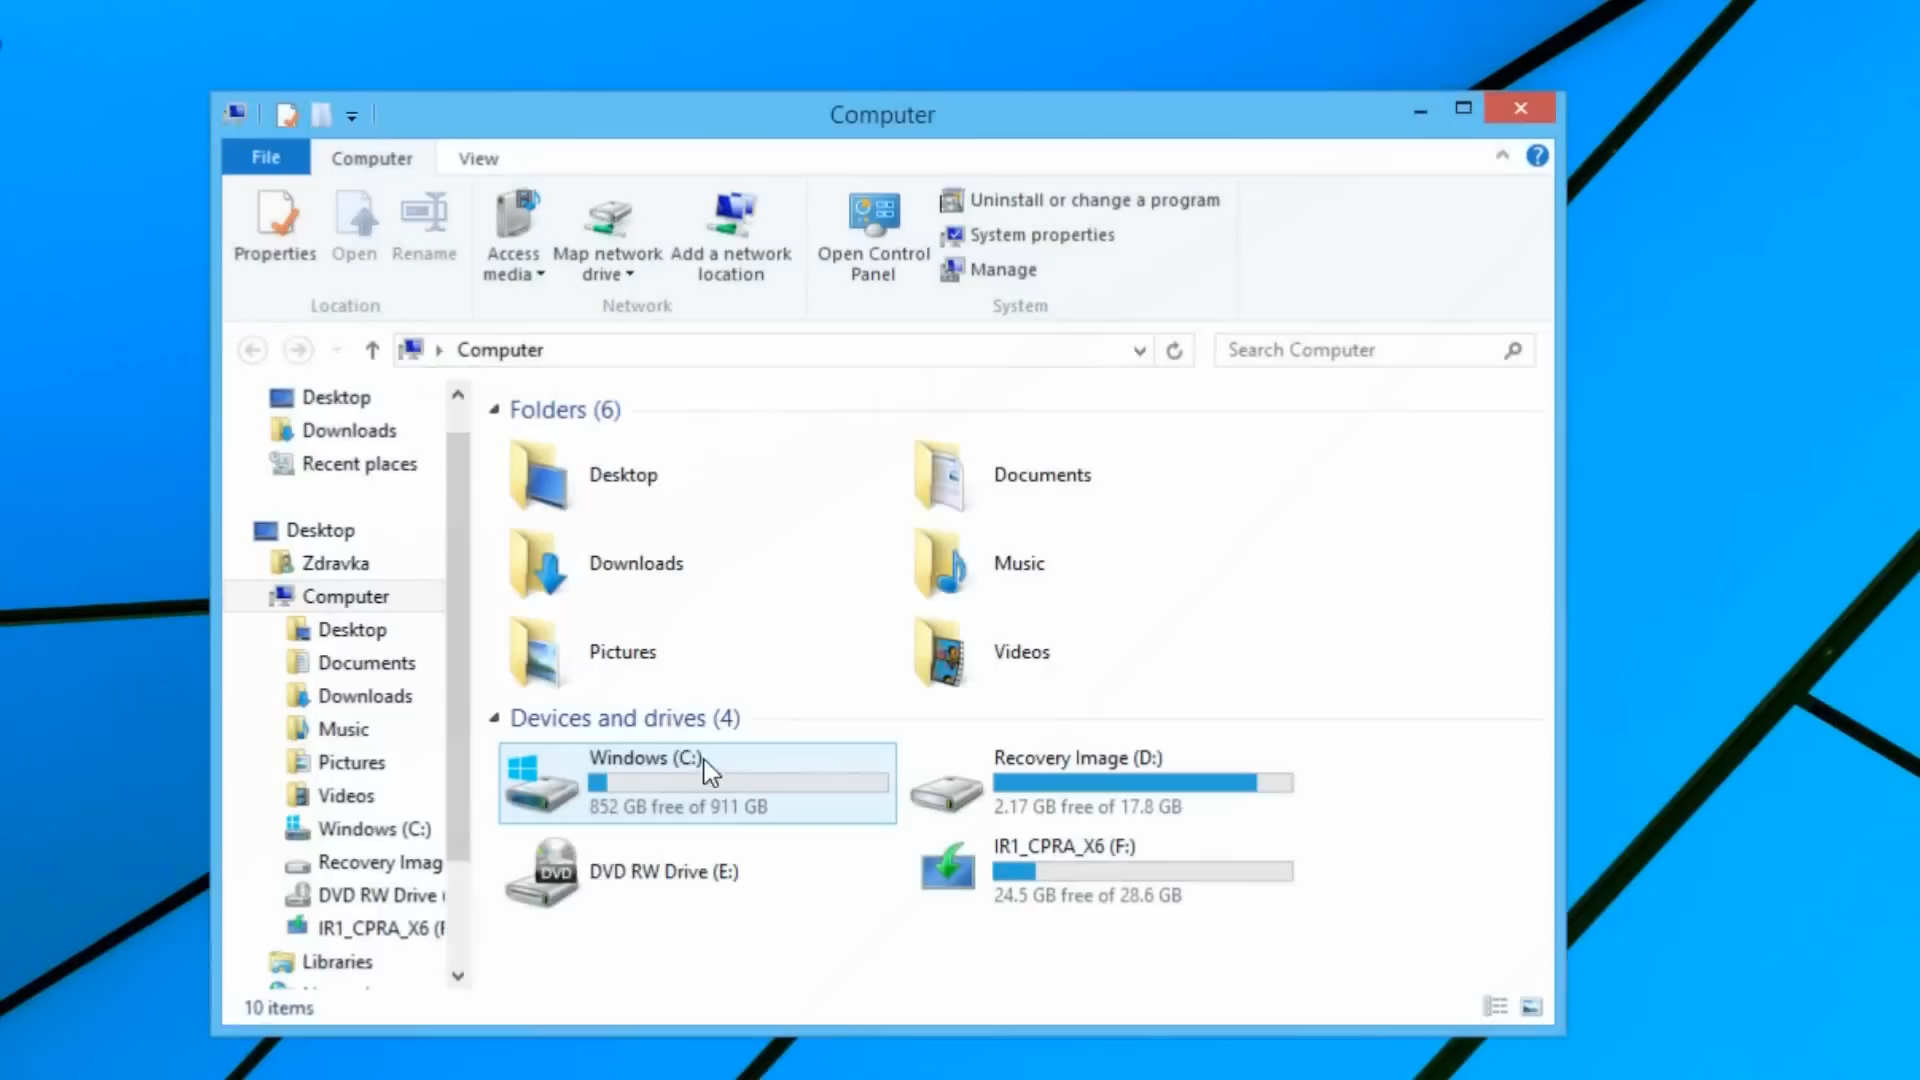 Computer
File
Computer
View
?
Properties
Open
Rename
Access media
Map network drive
Add a network location
Open Control Panel
Uninstall or change a program
System properties
Manage
Location
Network
System
Computer
Search Computer
Desktop
Downloads
Recent places
Desktop
Zdravka
Computer
Desktop
Documents
Downloads
Music
Pictures
Videos
Windows (C:)
Recovery Imag
DVD RW Drive
IR1_CPRA_X6 (F
Libraries
Folders (6)
Desktop
Documents
Downloads
Music
Pictures
Videos
Devices and drives (4)
Windows (C:)
852 GB free of 911 GB
Recovery Image (D:)
2.17 GB free of 17.8 GB
DVD
DVD RW Drive (E:)
IR1_CPRA_X6 (F:)
24.5 GB free of 28.6 GB
10 items